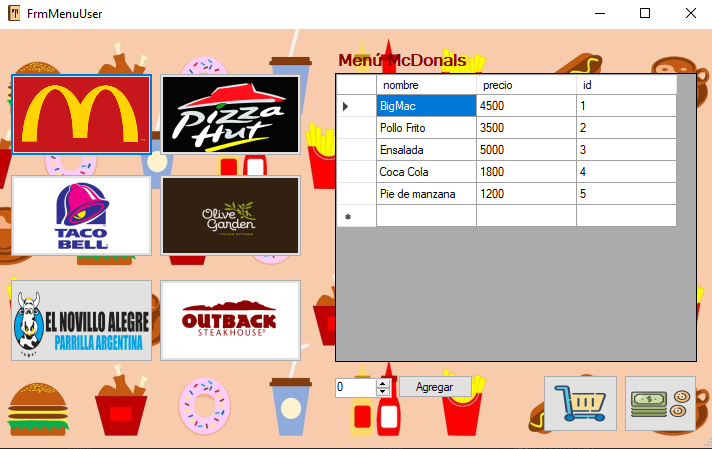 FrmMenuUser
Menú McDonals
Pizza
Hut
TACO
BELL
Olive
Garden
ITALIAN KITCHEN
EL NOVILLO ALEGRE
PARRILLA ARGENTINA
OUTBACK
STEAKHOUSE®
nombre precio id
BigMac 4500 1
Pollo Frito 3500 2
Ensalada 5000 3
Coca Cola 1800 4
Pie de manzana 1200 5
0 Agregar